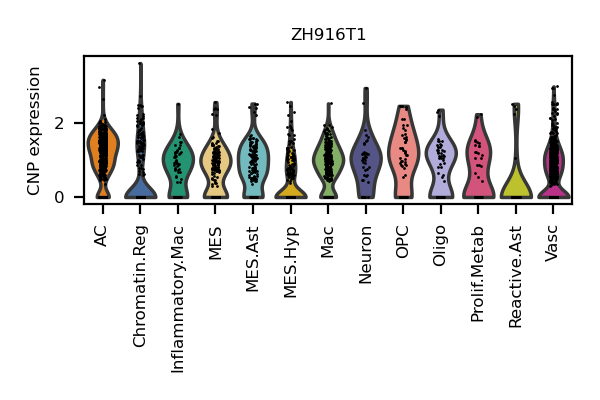 ZH916T1
CNP expression
2
0
AC
Chromatin.Reg
Inflammatory.Mac
MES
MES.Ast
MES.Hyp
Mac
Neuron
OPC
Oligo
Prolif.Metab
Reactive.Ast
Vasc